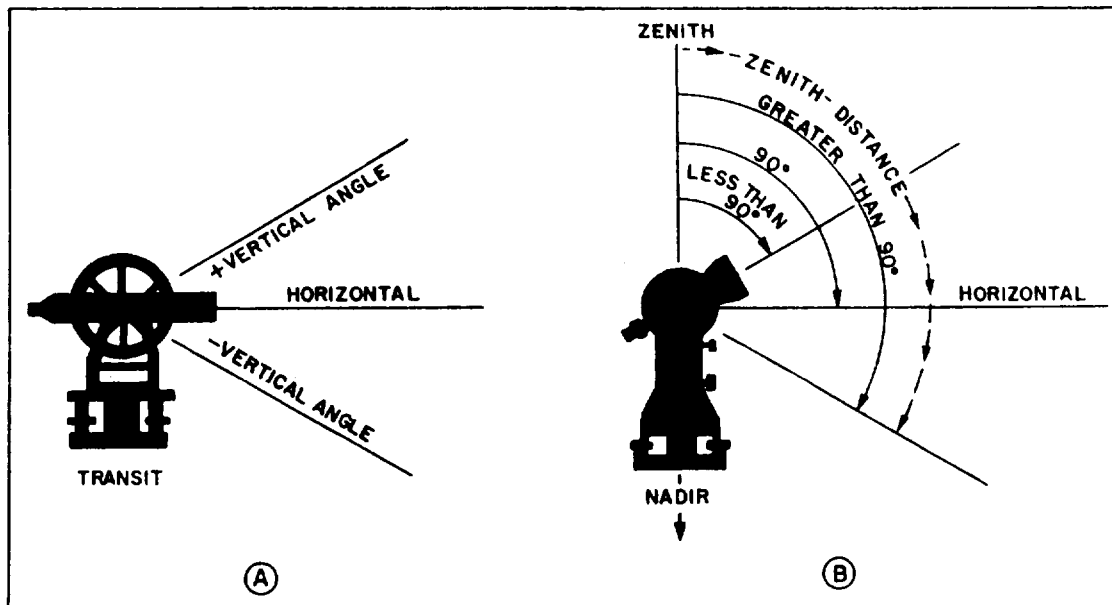 +VERTICAL ANGLE
HORIZONTAL
-VERTICAL ANGLE
TRANSIT
A
ZENITH
ZENITH-DISTANCE
GREATER THAN 90°
90°
LESS THAN
90°
HORIZONTAL
NADIR
B